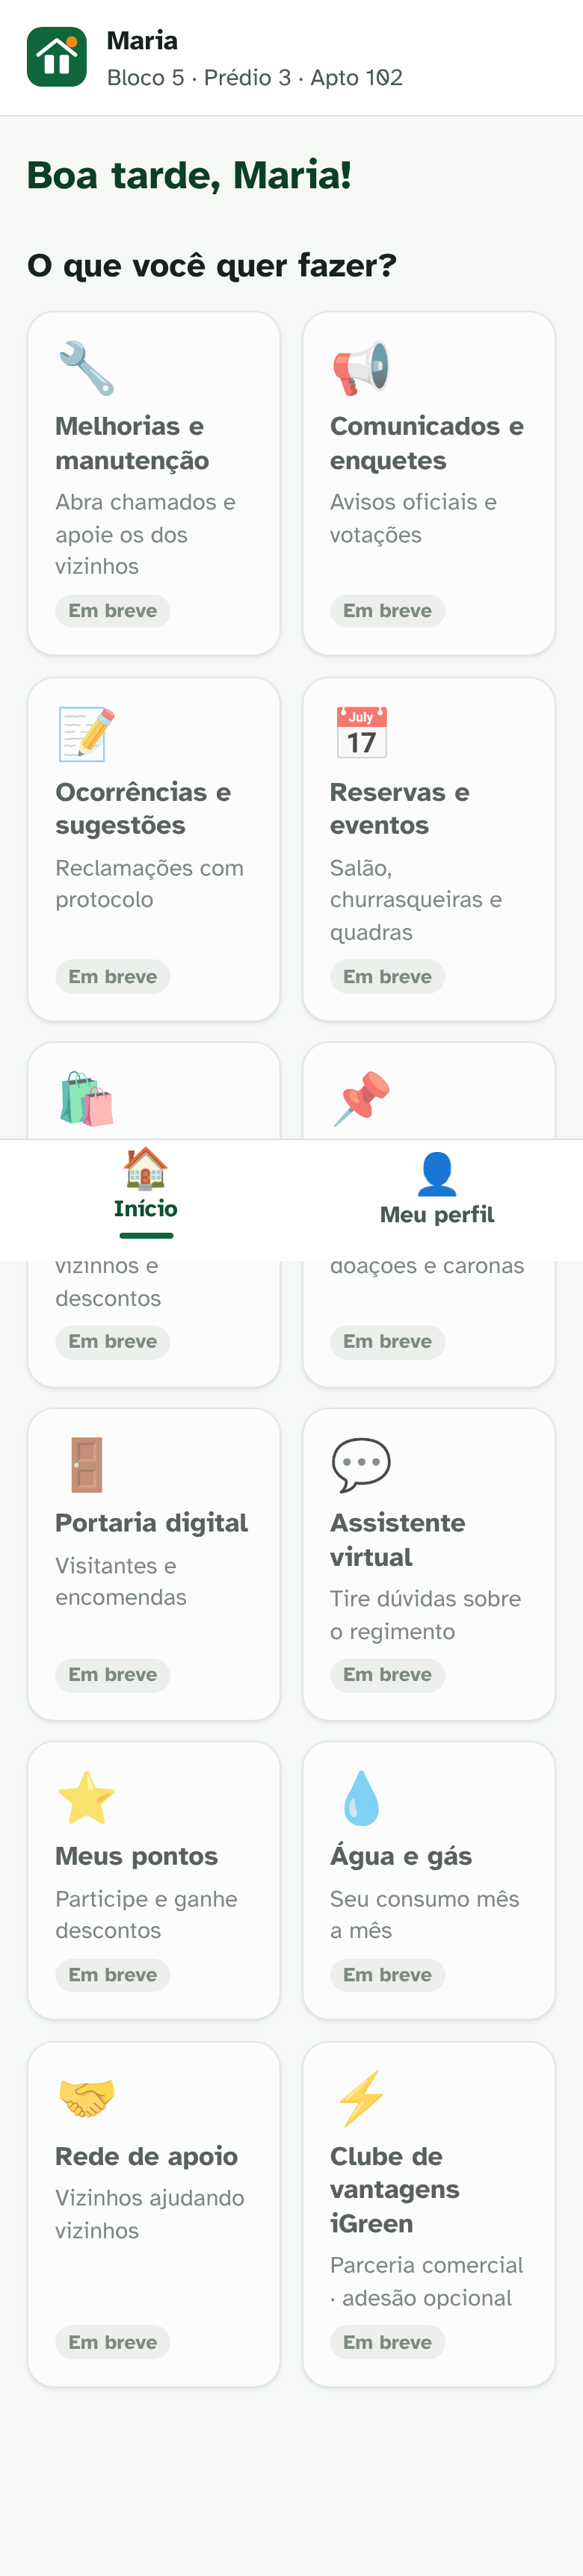 Maria
Bloco 5 · Prédio 3 · Apto 102
Boa tarde, Maria!
O que você quer fazer?
Melhorias e
manutenção
Abra chamados e
apoie os dos
vizinhos
Em breve
Comunicados e
enquetes
Avisos oficiais e
votações
Em breve
Ocorrências e
sugestões
Reclamações com
protocolo
Em breve
July
17
Reservas e
eventos
Salão,
churrasqueiras e
quadras
Em breve
Início
Meu perfil
vizinhos e
descontos
Em breve
doações e caronas
Em breve
Portaria digital
Visitantes e
encomendas
Em breve
Assistente
virtual
Tire dúvidas sobre
o regimento
Em breve
Meus pontos
Participe e ganhe
descontos
Em breve
Água e gás
Seu consumo mês
a mês
Em breve
Rede de apoio
Vizinhos ajudando
vizinhos
Em breve
Clube de
vantagens
iGreen
Parceria comercial
· adesão opcional
Em breve